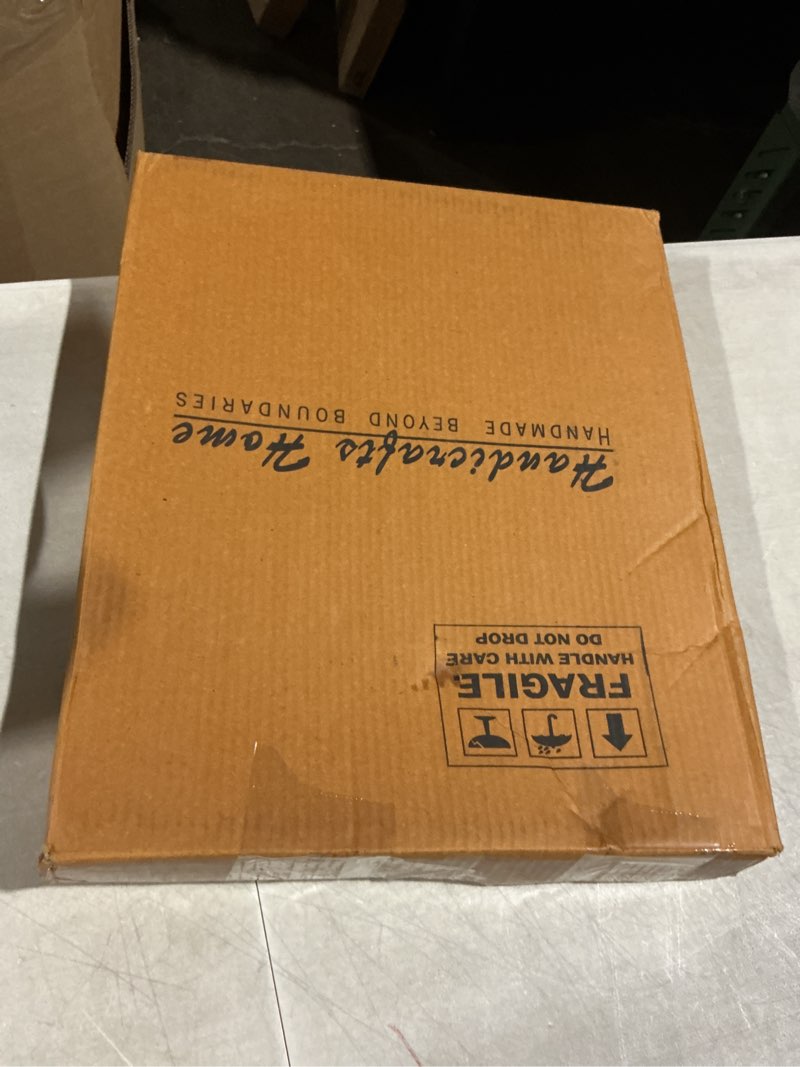 Handicrafts Home
HANDMADE BEYOND BOUNDARIES
FRAGILE
HANDLE WITH CARE
DO NOT DROP